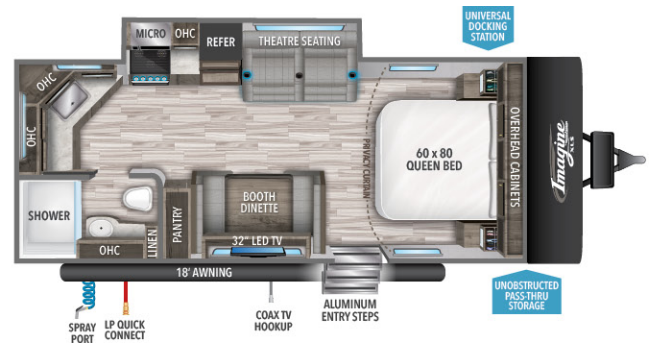 UNIVERSAL
DOCKING
STATION
MICRO
OHC
REFER
THEATRE SEATING
OHC
OHC
PRIVACY CURTAIN
60 x 80
QUEEN BED
OVERHEAD CABINETS
Imagine
XLS
SHOWER
OHC
LINEN
PANTRY
BOOTH
DINETTE
32" LED TV
18' AWNING
SPRAY
PORT
LP QUICK
CONNECT
COAX TV
HOOKUP
ALUMINUM
ENTRY STEPS
UNOBSTRUCTED
PASS-THRU
STORAGE